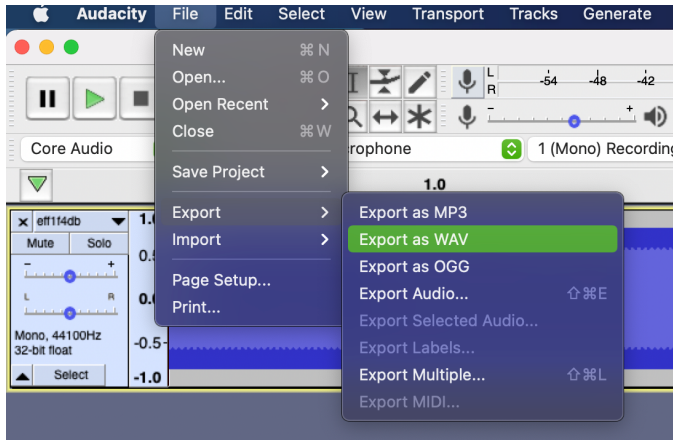 Audacity File Edit Select View Transport Tracks Generate
New ⌘ N
Open... ⌘ O
Open Recent >
Close ⌘ W
Save Project >
Export >
Import >
Page Setup...
Print...
Export as MP3
Export as WAV
Export as OGG
Export Audio... ⇧ ⌘ E
Export Selected Audio...
Export Labels...
Export Multiple... ⇧ ⌘ L
Export MIDI...
L
R
-54 -48 -42
- +
Core Audio
rophone
1 (Mono) Recording
1.0
eff1f4db
Mute Solo
- +
L R
Mono, 44100Hz
32-bit float
Select
1.0
0.5
0.0
-0.5
-1.0